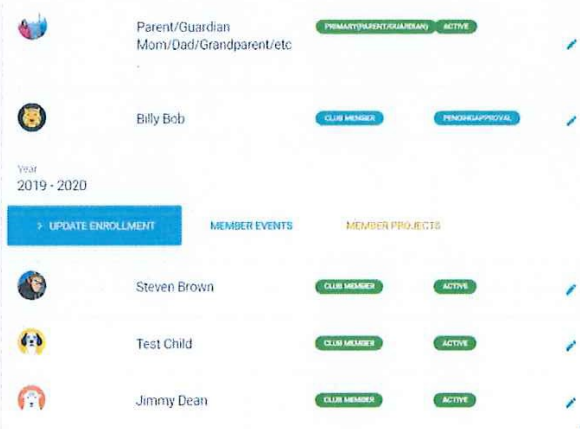 Parent/Guardian PRIMARY(PARENT/GUARDIAN) ACTIVE
Mom/Dad/Grandparent/etc
.
Billy Bob CLUB MEMBER PENDINGAPPROVAL
Year
2019 - 2020
> UPDATE ENROLLMENT MEMBER EVENTS MEMBER PROJECTS
Steven Brown CLUB MEMBER ACTIVE
Test Child CLUB MEMBER ACTIVE
Jimmy Dean CLUB MEMBER ACTIVE